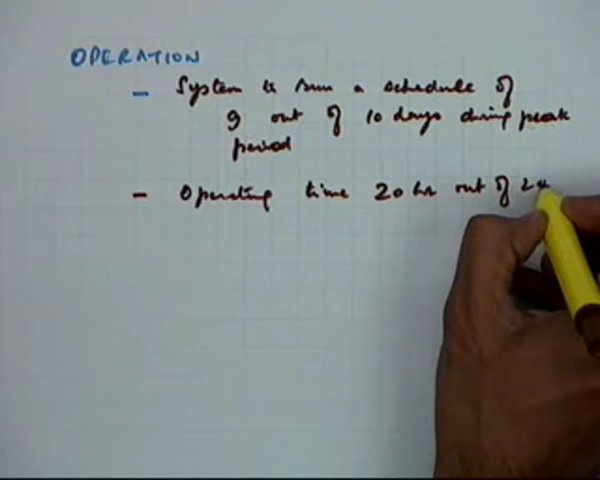 OPERATION
- System to run a schedule of
9 out of 10 days during peak
period
- Operating time 20 hr out of 24